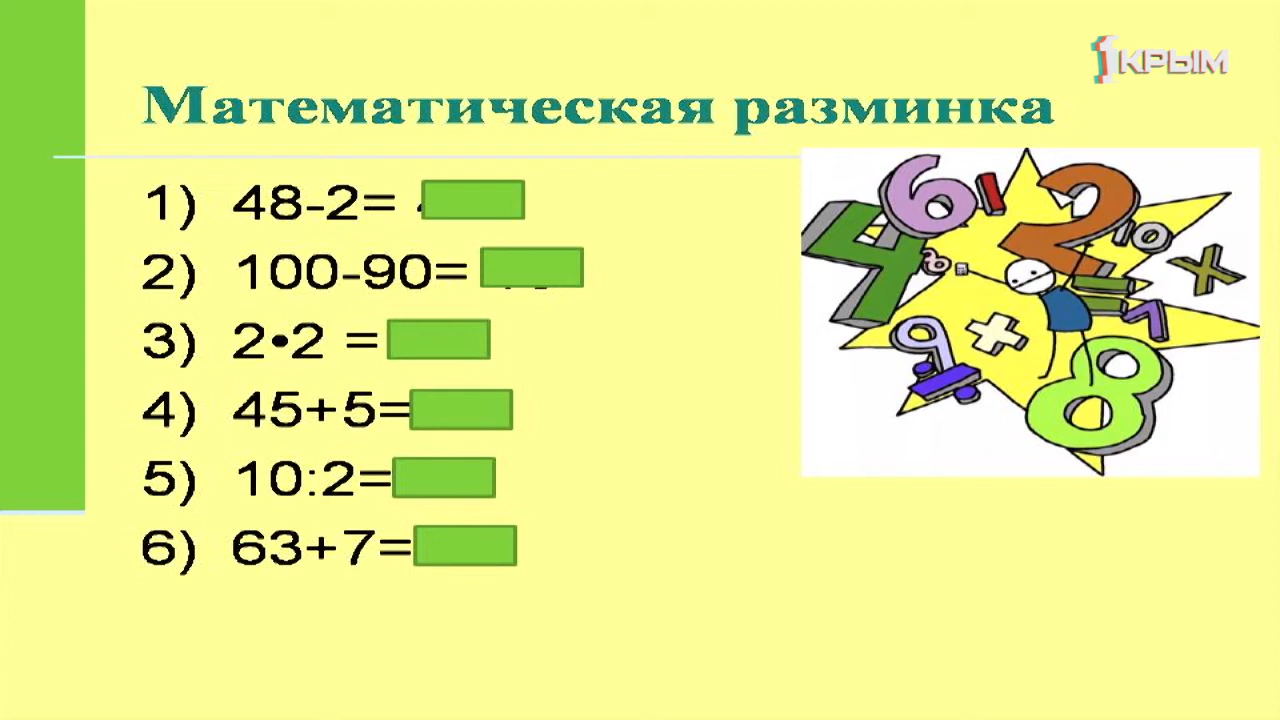 1КРЫМ
Математическая разминка
1) 48-2=
2) 100-90=
3) 2•2 =
4) 45+5=
5) 10:2=
6) 63+7=